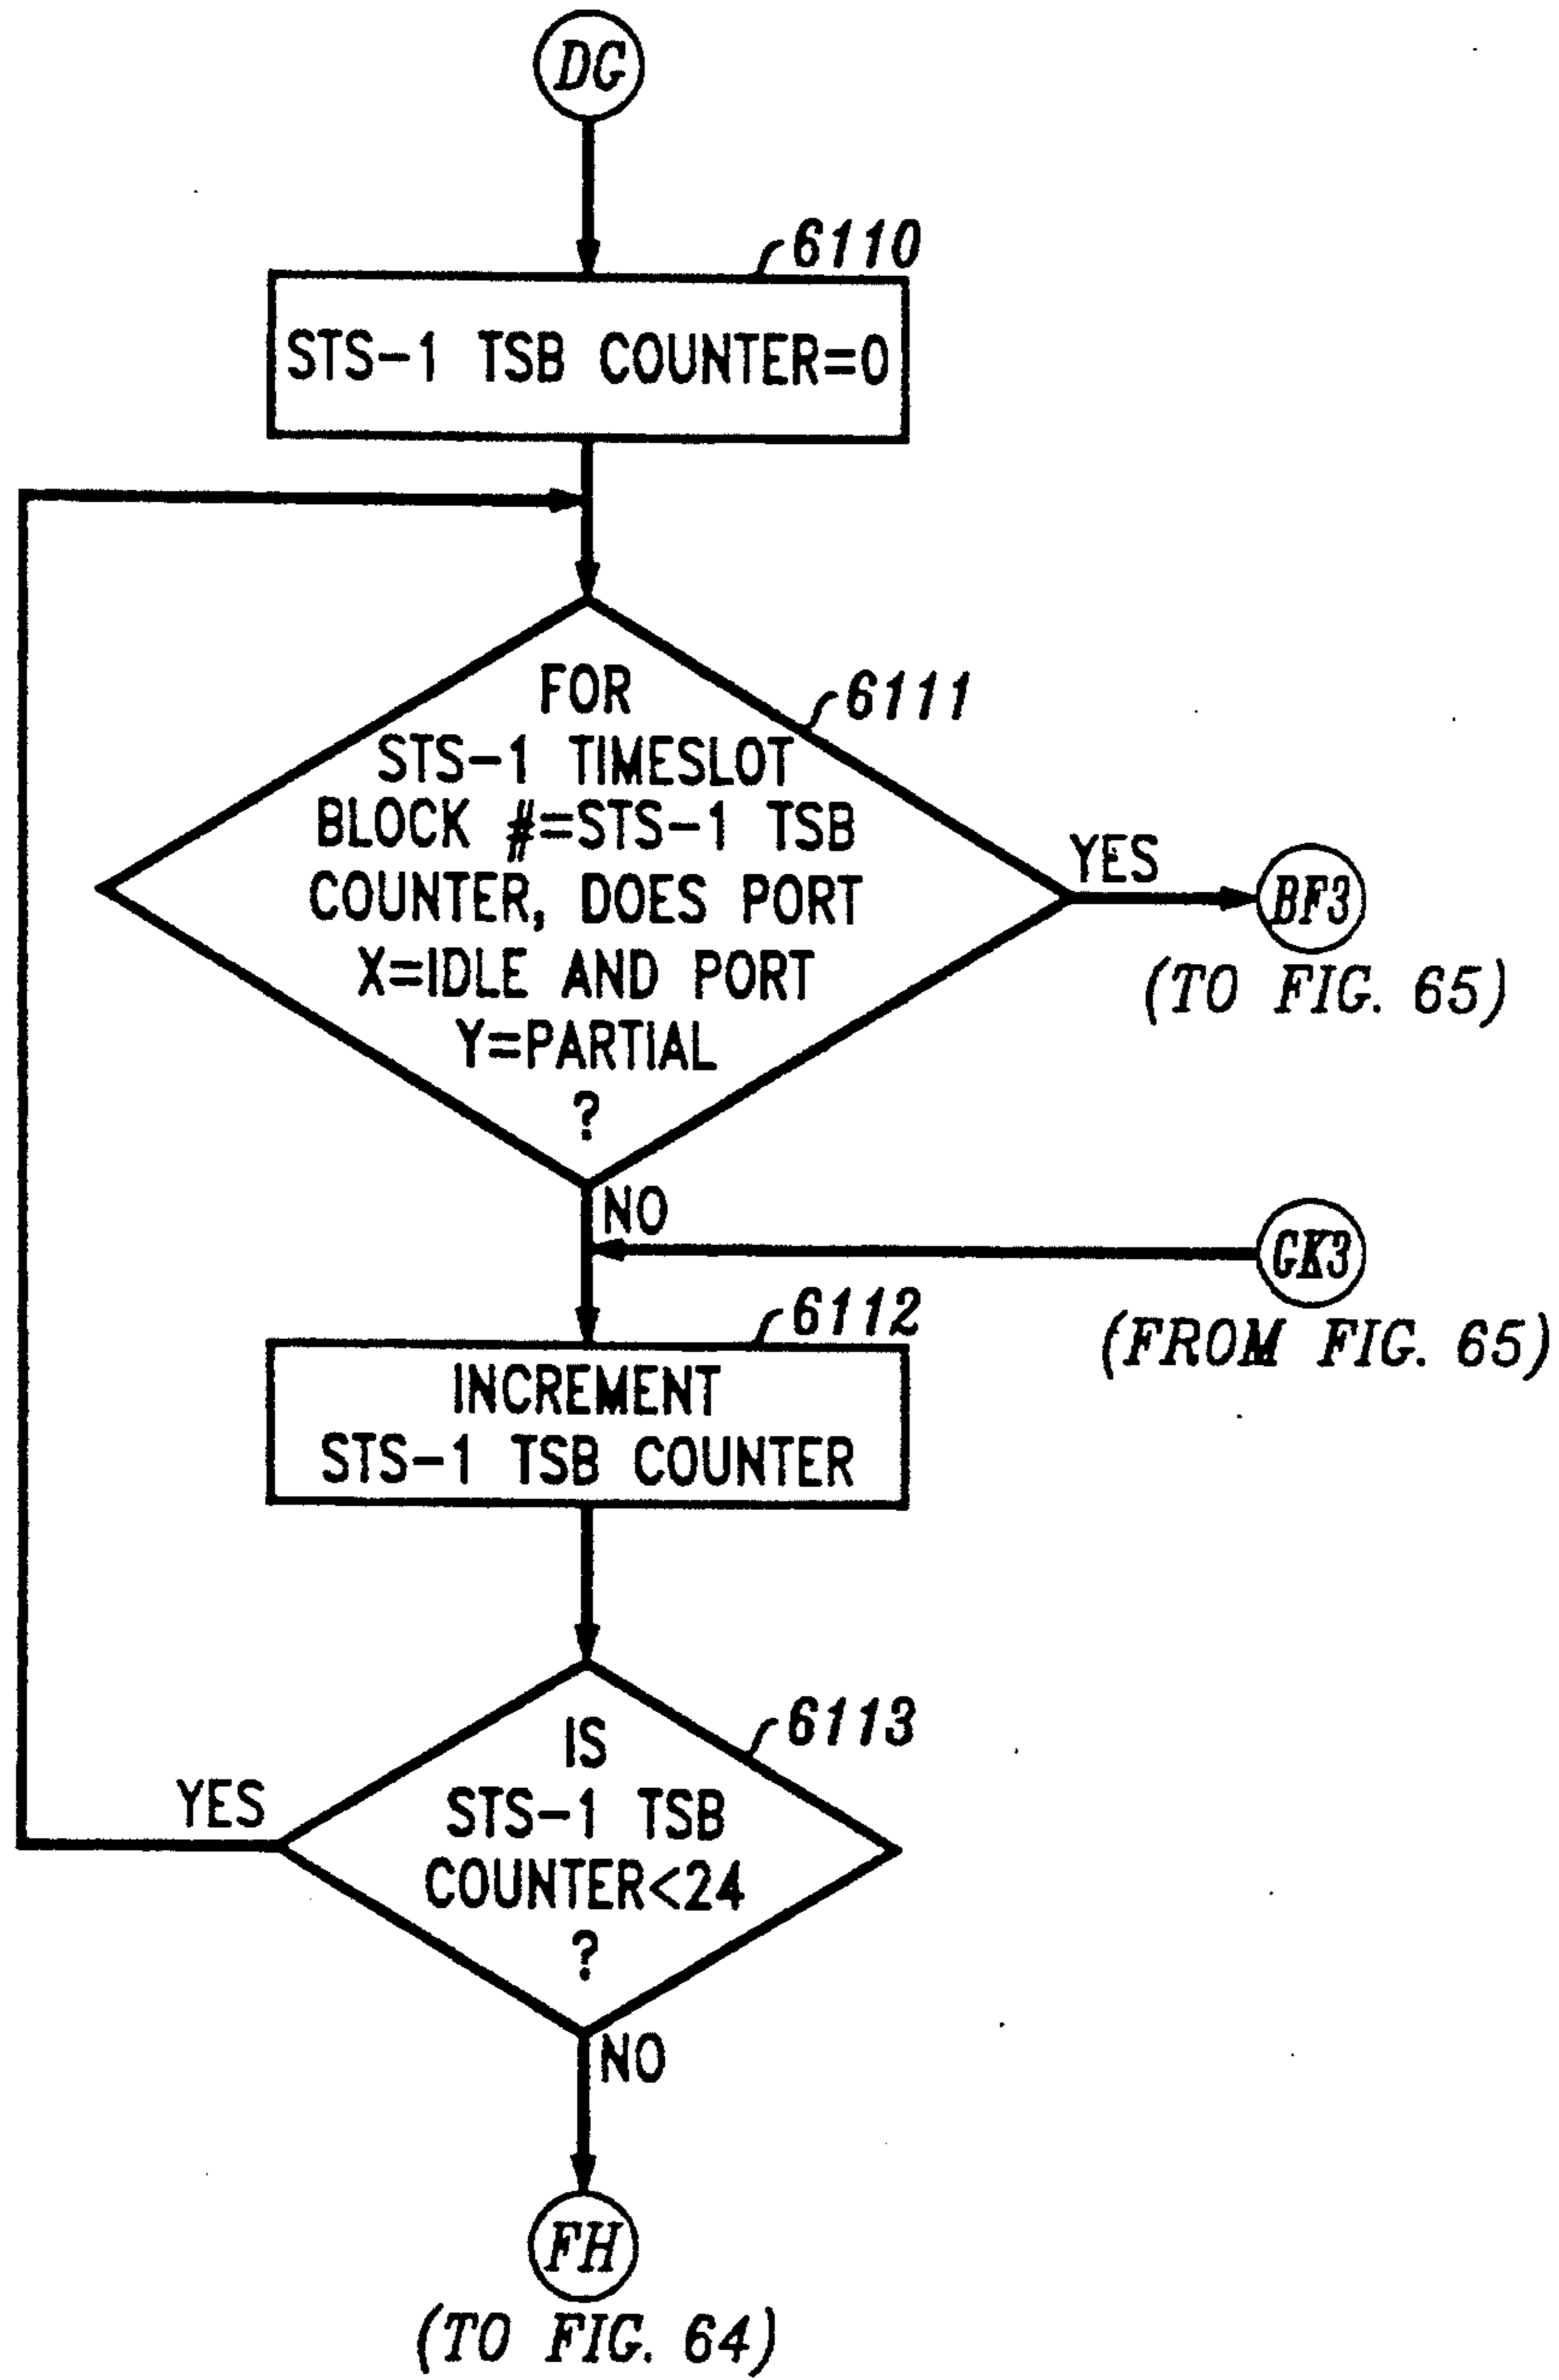 DG
6110
STS-1 TSB COUNTER=0
FOR
6111
STS-1 TIMESLOT
BLOCK #=STS-1 TSB
COUNTER, DOES PORT
X=IDLE AND PORT
Y=PARTIAL
?
YES
BF3
(TO FIG. 65)
NO
GK3
(FROM FIG. 65)
6112
INCREMENT
STS-1 TSB COUNTER
6113
IS
STS-1 TSB
COUNTER<24
?
YES
NO
FH
(TO FIG. 64)